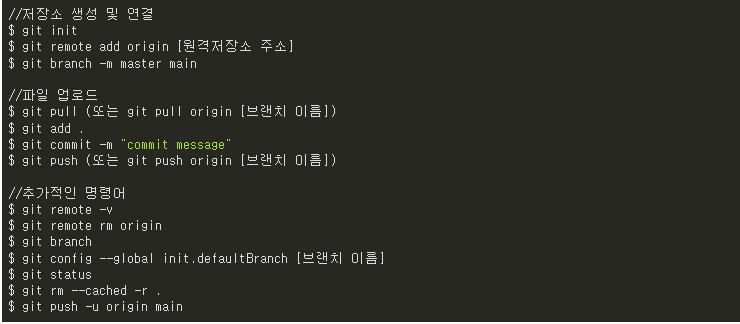 //저장소 생성 및 연결
$ git init
$ git remote add origin [원격저장소 주소]
$ git branch -m master main
//파일 업로드
$ git pull (또는 git pull origin [브랜치 이름])
$ git add .
$ git commit -m "commit message"
$ git push (또는 git push origin [브랜치 이름])
//추가적인 명령어
$ git remote -v
$ git remote rm origin
$ git branch
$ git config --global init.defaultBranch [브랜치 이름]
$ git status
$ git rm --cached -r .
$ git push -u origin main